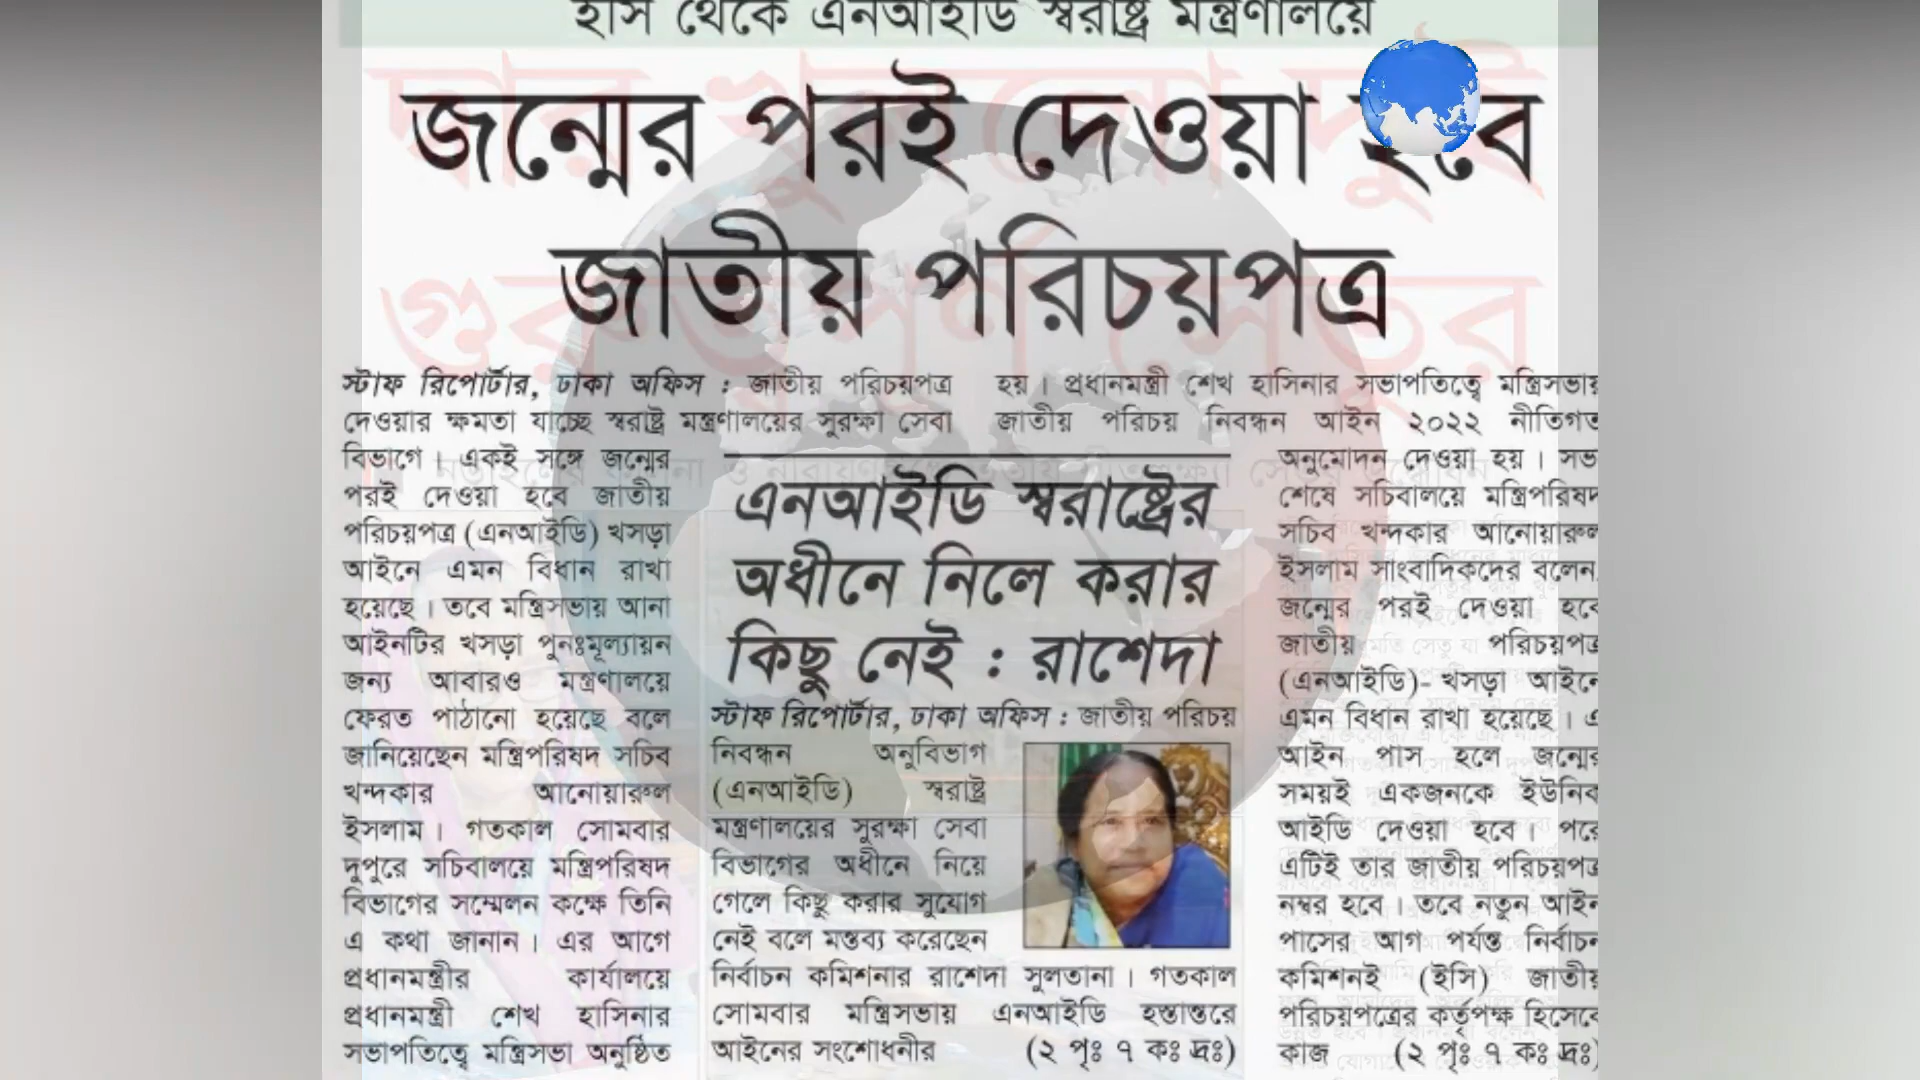 থেকে এনআইডি স্বরাষ্ট্র মন্ত্রণালয়ে
জন্মের পরই দেওয়া হবে
জাতীয় পরিচয়পত্র
স্টাফ রিপোর্টার, ঢাকা অফিস : জাতীয় পরিচয়পত্র
দেওয়ার ক্ষমতা যাচ্ছে স্বরাষ্ট্র মন্ত্রণালয়ের সুরক্ষা সেবা
বিভাগে। একই সঙ্গে জন্মের
পরই দেওয়া হবে জাতীয়
পরিচয়পত্র (এনআইডি) খসড়া
আইনে এমন বিধান রাখা
হয়েছে। তবে মন্ত্রিসভায় আনা
আইনটির খসড়া পুনঃমূল্যায়ন
জন্য আবারও মন্ত্রণালয়ে
ফেরত পাঠানো হয়েছে বলে
জানিয়েছেন মন্ত্রিপরিষদ সচিব
খন্দকার আনোয়ারুল
ইসলাম। গতকাল সোমবার
দুপুরে সচিবালয়ে মন্ত্রিপরিষদ
বিভাগের সম্মেলন কক্ষে তিনি
এ কথা জানান। এর আগে
প্রধানমন্ত্রীর কার্যালয়ে
প্রধানমন্ত্রী শেখ হাসিনার
সভাপতিত্বে মন্ত্রিসভা অনুষ্ঠিত
এনআইডি স্বরাষ্ট্রের
অধীনে নিলে করার
কিছু নেই : রাশেদা
স্টাফ রিপোর্টার, ঢাকা অফিস : জাতীয় পরিচয়
নিবন্ধন অনুবিভাগ
(এনআইডি) স্বরাষ্ট্র
মন্ত্রণালয়ের সুরক্ষা সেবা
বিভাগের অধীনে নিয়ে
গেলে কিছু করার সুযোগ
নেই বলে মন্তব্য করেছেন
নির্বাচন কমিশনার রাশেদা সুলতানা। গতকাল
সোমবার মন্ত্রিসভায় এনআইডি হস্তান্তরে
আইনের সংশোধনীর (২ পৃঃ ৭ কঃ দ্রঃ)
হয়। প্রধানমন্ত্রী শেখ হাসিনার সভাপতিত্বে মন্ত্রিসভায়
জাতীয় পরিচয় নিবন্ধন আইন ২০২২ নীতিগত
অনুমোদন দেওয়া হয়। সভা
শেষে সচিবালয়ে মন্ত্রিপরিষদ
সচিব খন্দকার আনোয়ারুল
ইসলাম সাংবাদিকদের বলেন,
জন্মের পরই দেওয়া হবে
জাতীয় পরিচয়পত্র
(এনআইডি)- খসড়া আইনে
এমন বিধান রাখা হয়েছে। এ
আইন পাস হলে জন্মের
সময়ই একজনকে ইউনিক
আইডি দেওয়া হবে। পরে
এটিই তার জাতীয় পরিচয়পত্র
নম্বর হবে। তবে নতুন আইন
পাসের আগ পর্যন্ত নির্বাচন
কমিশনই (ইসি) জাতীয়
পরিচয়পত্রের কর্তৃপক্ষ হিসেবে
কাজ (২ পৃঃ ৭ কঃ দ্রঃ)